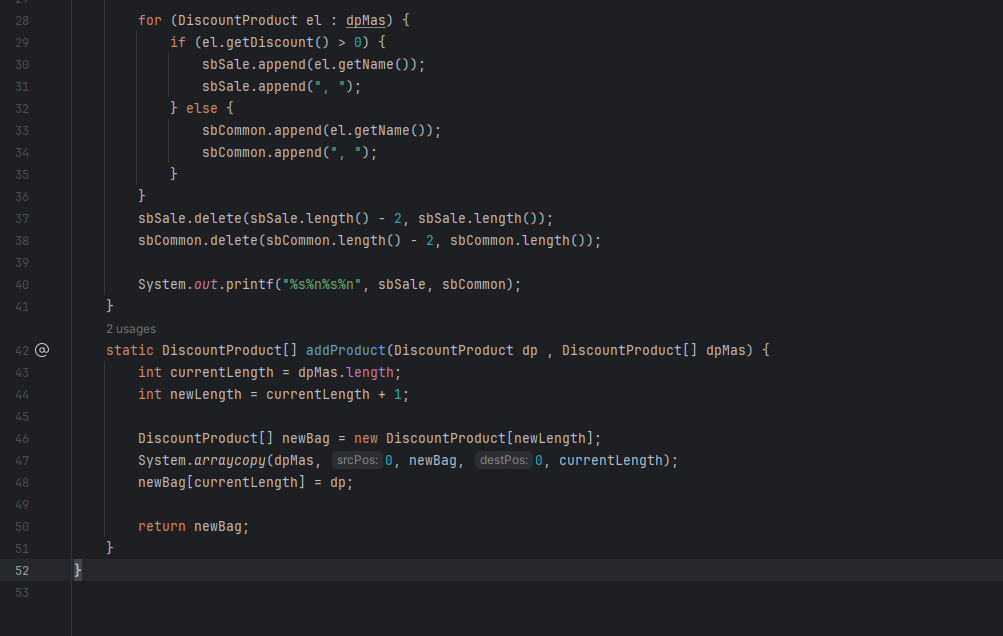 27
28 for (DiscountProduct el : dpMas) {
29 if (el.getDiscount() > 0) {
30 sbSale.append(el.getName());
31 sbSale.append(", ");
32 } else {
33 sbCommon.append(el.getName());
34 sbCommon.append(", ");
35 }
36 }
37 sbSale.delete(sbSale.length() - 2, sbSale.length());
38 sbCommon.delete(sbCommon.length() - 2, sbCommon.length());
39
40 System.out.printf("%s%n%s%n", sbSale, sbCommon);
41 }
2 usages
42 @ static DiscountProduct[] addProduct(DiscountProduct dp , DiscountProduct[] dpMas) {
43 int currentLength = dpMas.length;
44 int newLength = currentLength + 1;
45
46 DiscountProduct[] newBag = new DiscountProduct[newLength];
47 System.arraycopy(dpMas, srcPos: 0, newBag, destPos: 0, currentLength);
48 newBag[currentLength] = dp;
49
50 return newBag;
51 }
52 }
53